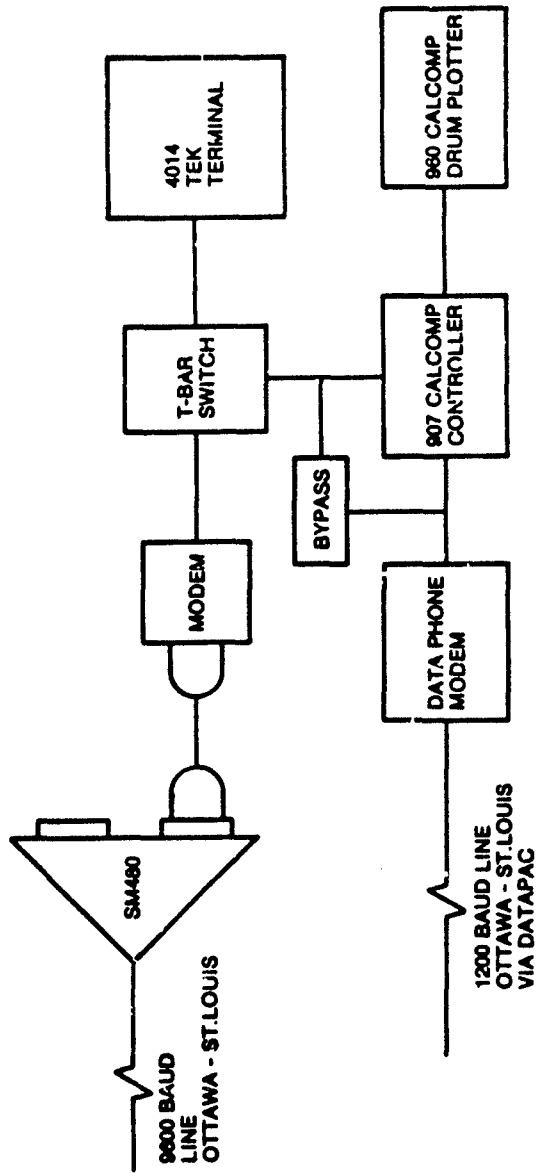 9600 BAUD
LINE
OTTAWA - ST.LOUIS
SM480
MODEM
T-BAR
SWITCH
4014
TEK
TERMINAL
BYPASS
1200 BAUD LINE
OTTAWA - ST.LOUIS
VIA DATAPAC
DATA PHONE
MODEM
907 CALCOMP
CONTROLLER
960 CALCOMP
DRUM PLOTTER